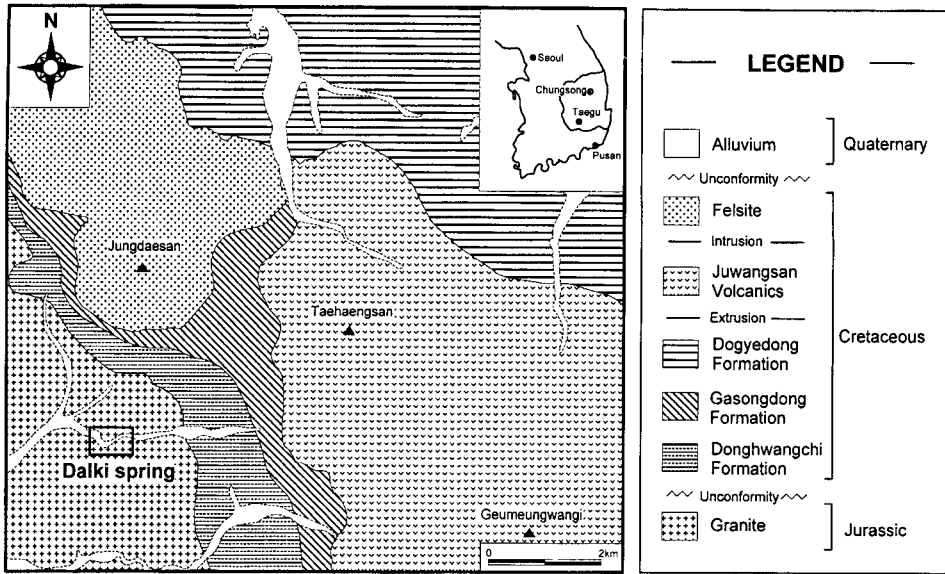 N
Seoul
Chungsong
Taegu
Pusan
Jungdaesan
Taehaengsan
Dalki spring
Geumeungwangi
0 2km
LEGEND
Alluvium
Quaternary
Unconformity
Felsite
Intrusion
Juwangsan
Volcanics
Extrusion
Cretaceous
Dogyedong
Formation
Gasongdong
Formation
Donghwangchi
Formation
Unconformity
Granite
Jurassic